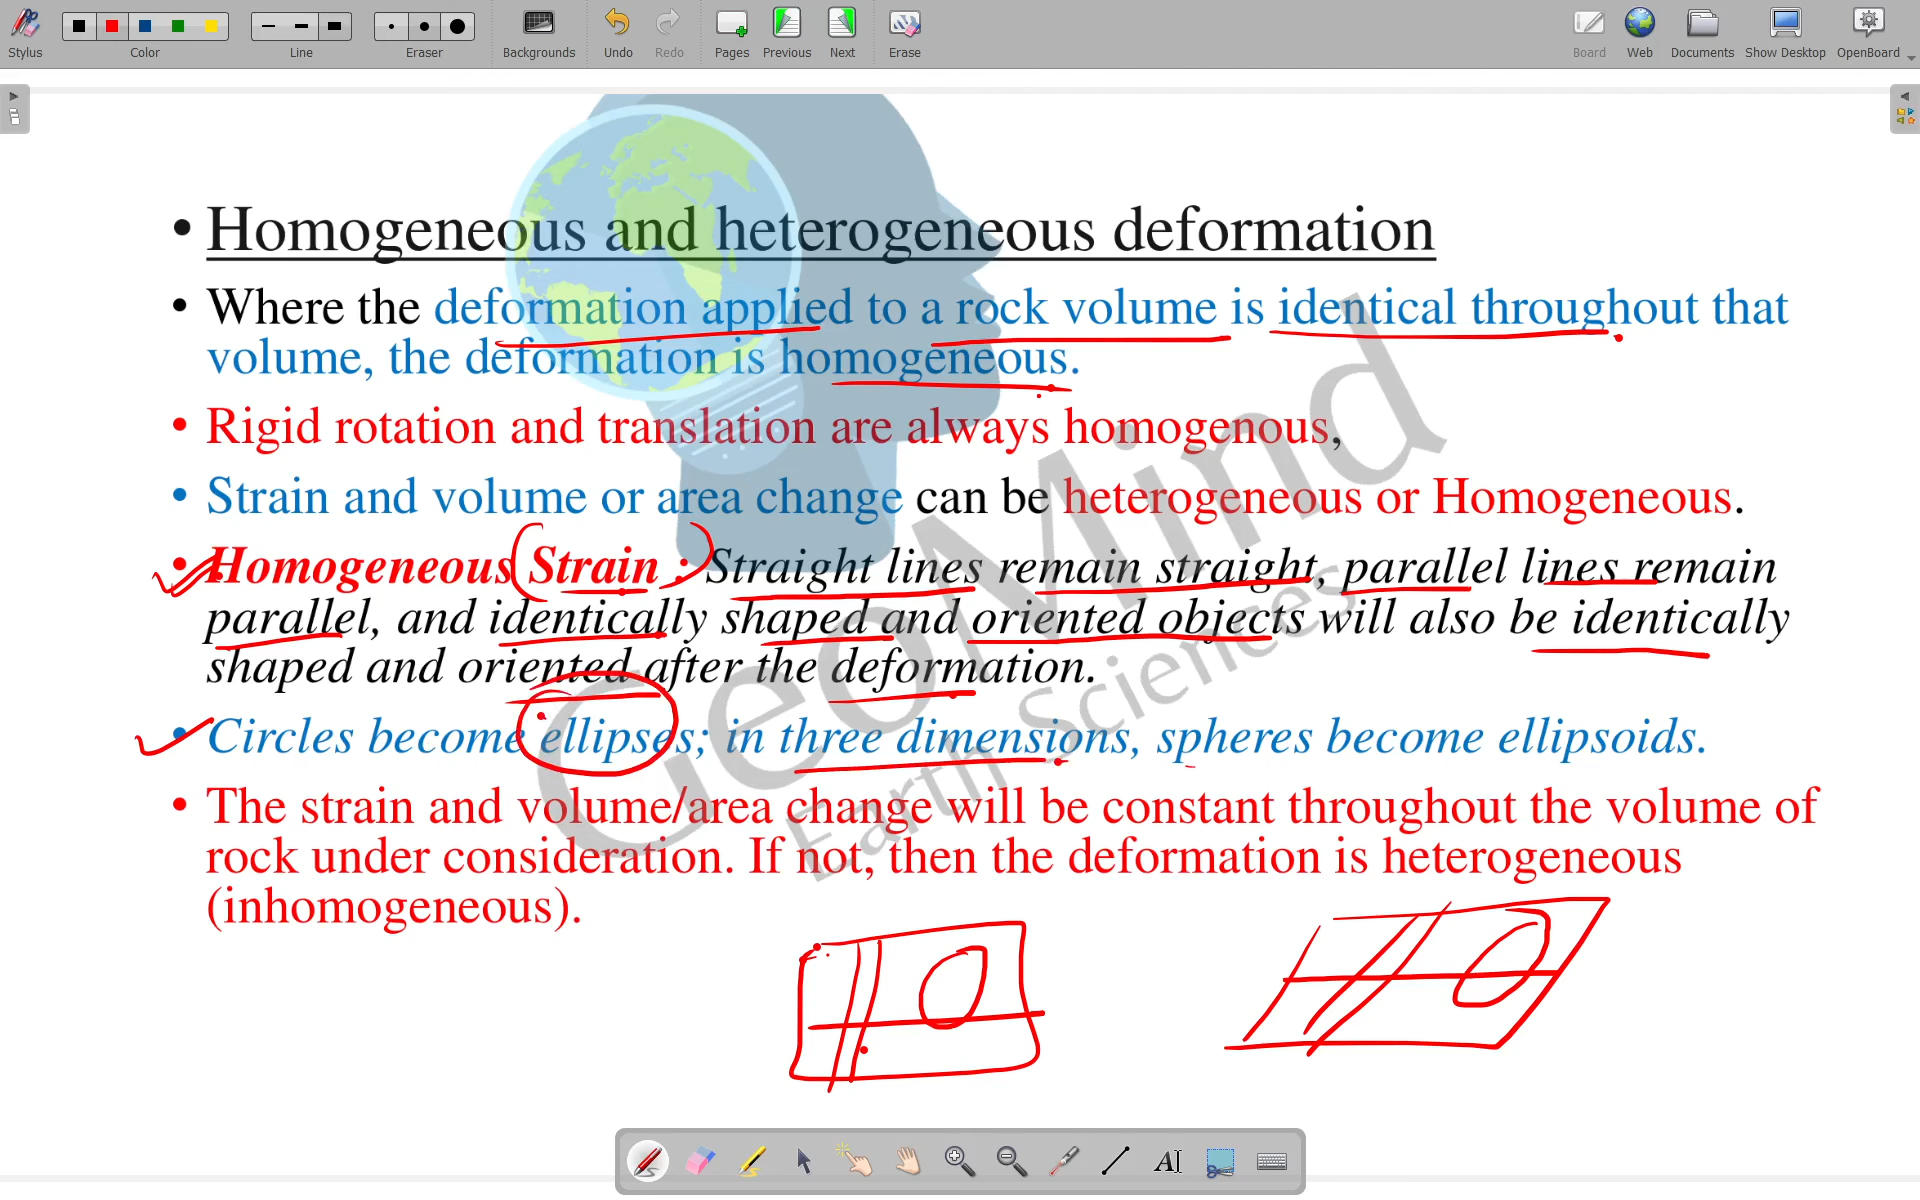 Stylus Color Line Eraser Backgrounds Undo Redo Pages Previous Next Erase Board Web Documents Show Desktop OpenBoard
• Homogeneous and heterogeneous deformation
• Where the deformation applied to a rock volume is identical throughout that
volume, the deformation is homogeneous.
• Rigid rotation and translation are always homogenous,
• Strain and volume or area change can be heterogeneous or Homogeneous.
• Homogeneous Strain : Straight lines remain straight, parallel lines remain
parallel, and identically shaped and oriented objects will also be identically
shaped and oriented after the deformation.
• Circles become ellipses; in three dimensions, spheres become ellipsoids.
• The strain and volume/area change will be constant throughout the volume of
rock under consideration. If not, then the deformation is heterogeneous
(inhomogeneous).
GeoMind
Earth Sciences
AI